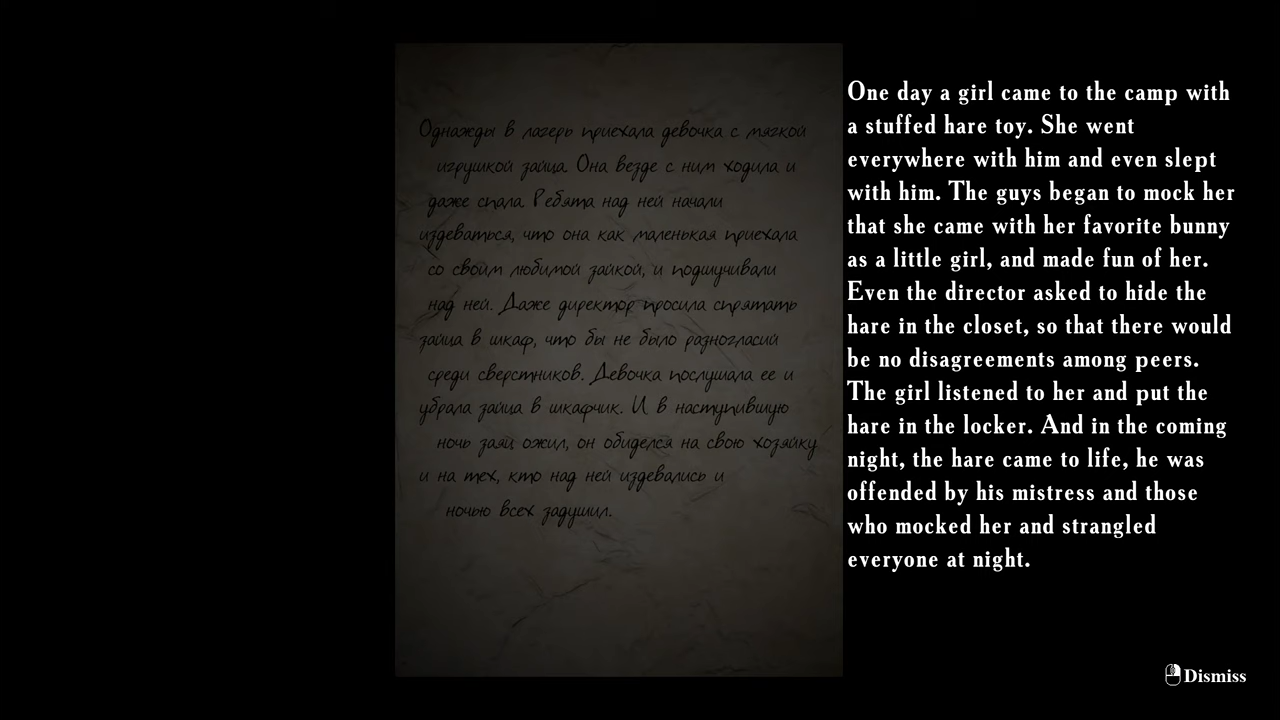 Однажды в лагерь приехала девочка с мягкой
игрушкой зайца. Она везде с ним ходила и
даже спала. Ребята над ней начали
издеваться, что она как маленькая приехала
со своим любимой зайкой, и подшучивали
над ней. Даже директор просила спрятать
зайца в шкаф, что бы не было разногласий
среди сверстников. Девочка послушала ее и
убрала зайца в шкафчик. И в наступившую
ночь заяц ожил, он обиделся на свою хозяйку
и на тех, кто над ней издевались и
ночью всех задушил.
One day a girl came to the camp with
a stuffed hare toy. She went
everywhere with him and even slept
with him. The guys began to mock her
that she came with her favorite bunny
as a little girl, and made fun of her.
Even the director asked to hide the
hare in the closet, so that there would
be no disagreements among peers.
The girl listened to her and put the
hare in the locker. And in the coming
night, the hare came to life, he was
offended by his mistress and those
who mocked her and strangled
everyone at night.
Dismiss